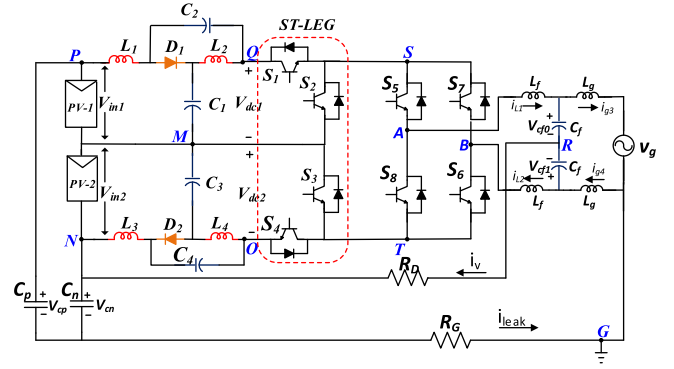 C2 ST-LEG
P L1 D1 L2 Q S1 S2 S
S5 S7 Lf Lg
PV-1 Vin1 C1 + Vdc1 − A iL1 Vcf0 − + Cf ig3
M B R vg
PV-2 Vin2 C3 + Vdc2 − S3 S8 S6 − Vcf1 + Cf iL2 ig4
N L3 D2 L4 O S4 T Lf Lg
C4
RD iv
Cp + Vcp − Cn + Vcn −
RG ileak G